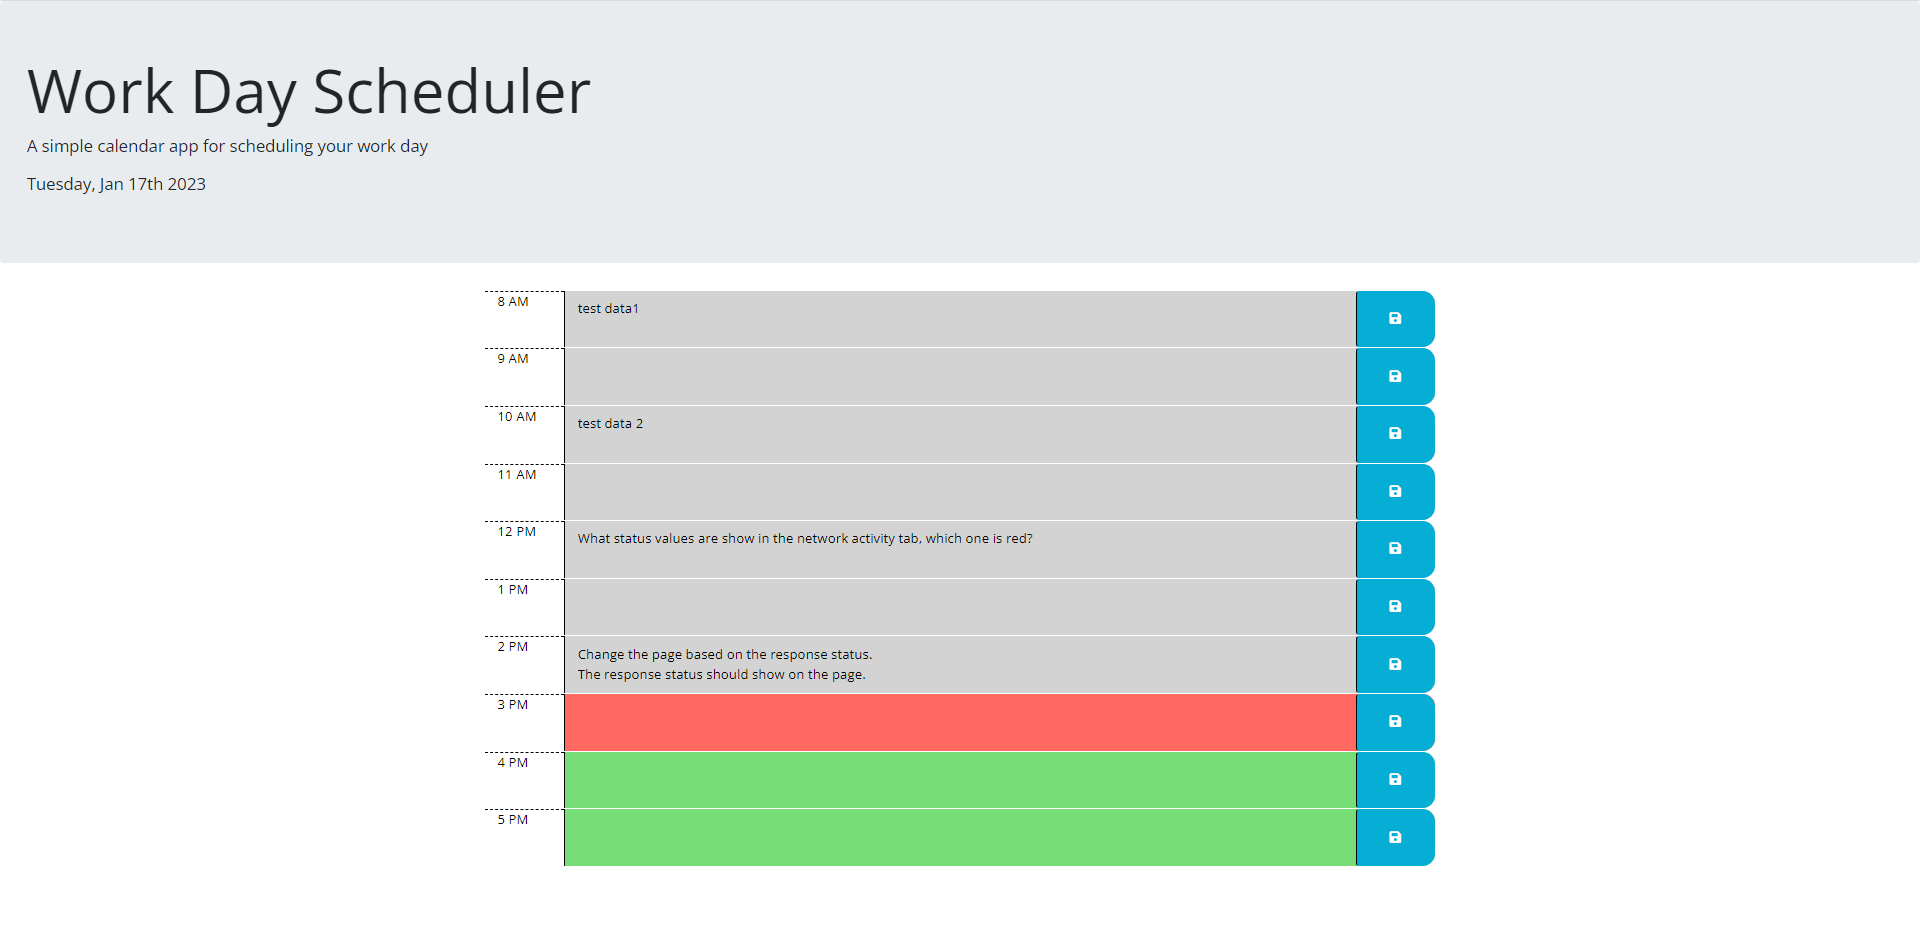 Work Day Scheduler
A simple calendar app for scheduling your work day
Tuesday, Jan 17th 2023
8 AM
test data1
9 AM
10 AM
test data 2
11 AM
12 PM
What status values are show in the network activity tab, which one is red?
1 PM
2 PM
Change the page based on the response status.
The response status should show on the page.
3 PM
4 PM
5 PM